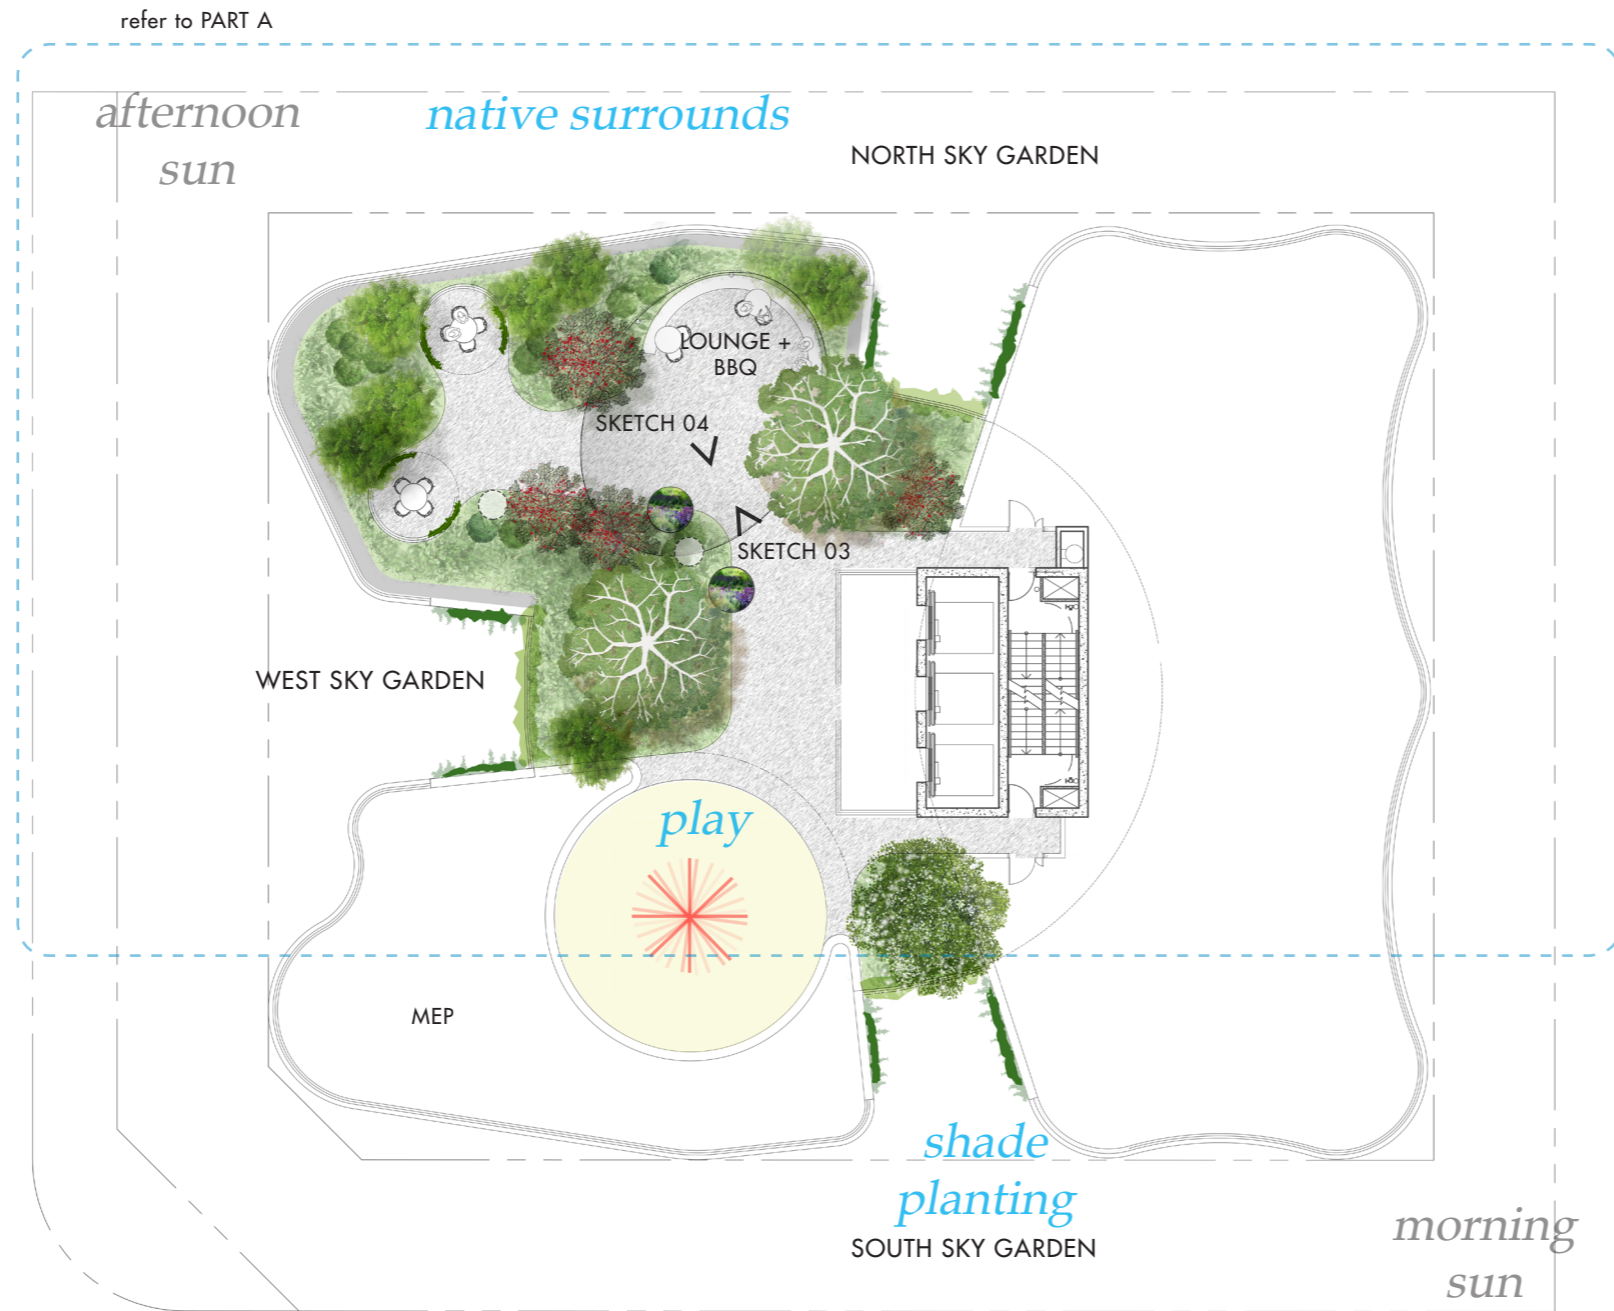 refer to PART A
afternoon
sun
native surrounds
NORTH SKY GARDEN
LOUNGE +
BBQ
SKETCH 04
SKETCH 03
WEST SKY GARDEN
play
MEP
shade
planting
SOUTH SKY GARDEN
morning
sun